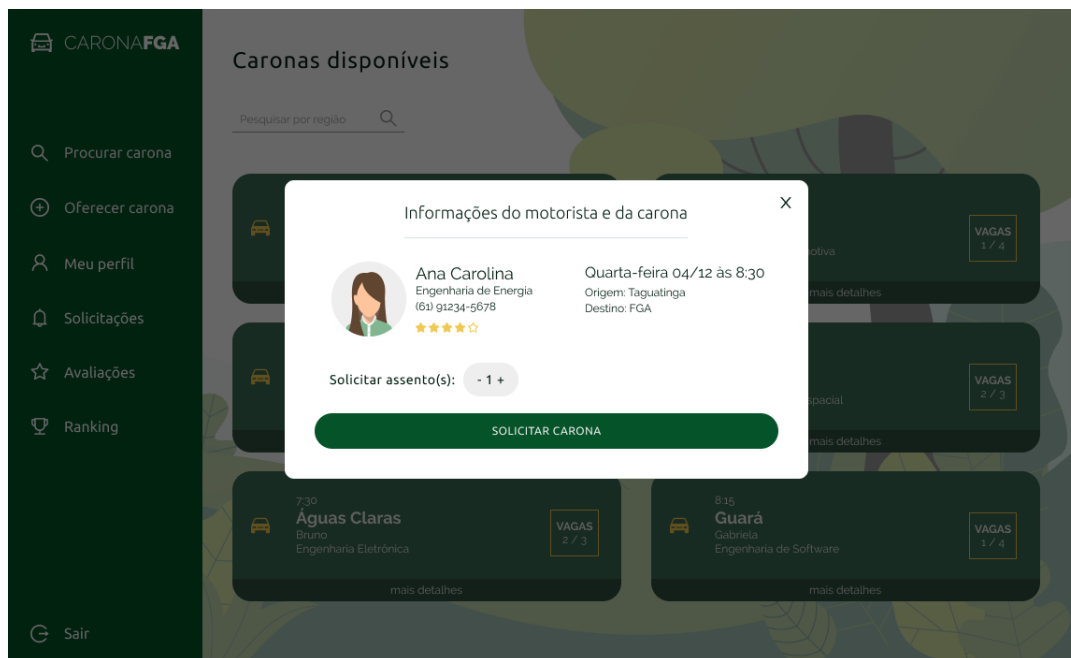 CARONAFGA
Procurar carona
Oferecer carona
Meu perfil
Solicitações
Avaliações
Ranking
Sair
Caronas disponíveis
Pesquisar por região
Informações do motorista e da carona
X
Ana Carolina
Engenharia de Energia
(61) 91234-5678
Quarta-feira 04/12 às 8:30
Origem: Taguatinga
Destino: FGA
Solicitar assento(s): - 1 +
SOLICITAR CARONA
otiva
VAGAS
1 / 4
mais detalhes
spacial
VAGAS
2 / 3
mais detalhes
7:30
Águas Claras
Bruno
Engenharia Eletrônica
VAGAS
2 / 3
mais detalhes
8:15
Guará
Gabriela
Engenharia de Software
VAGAS
1 / 4
mais detalhes